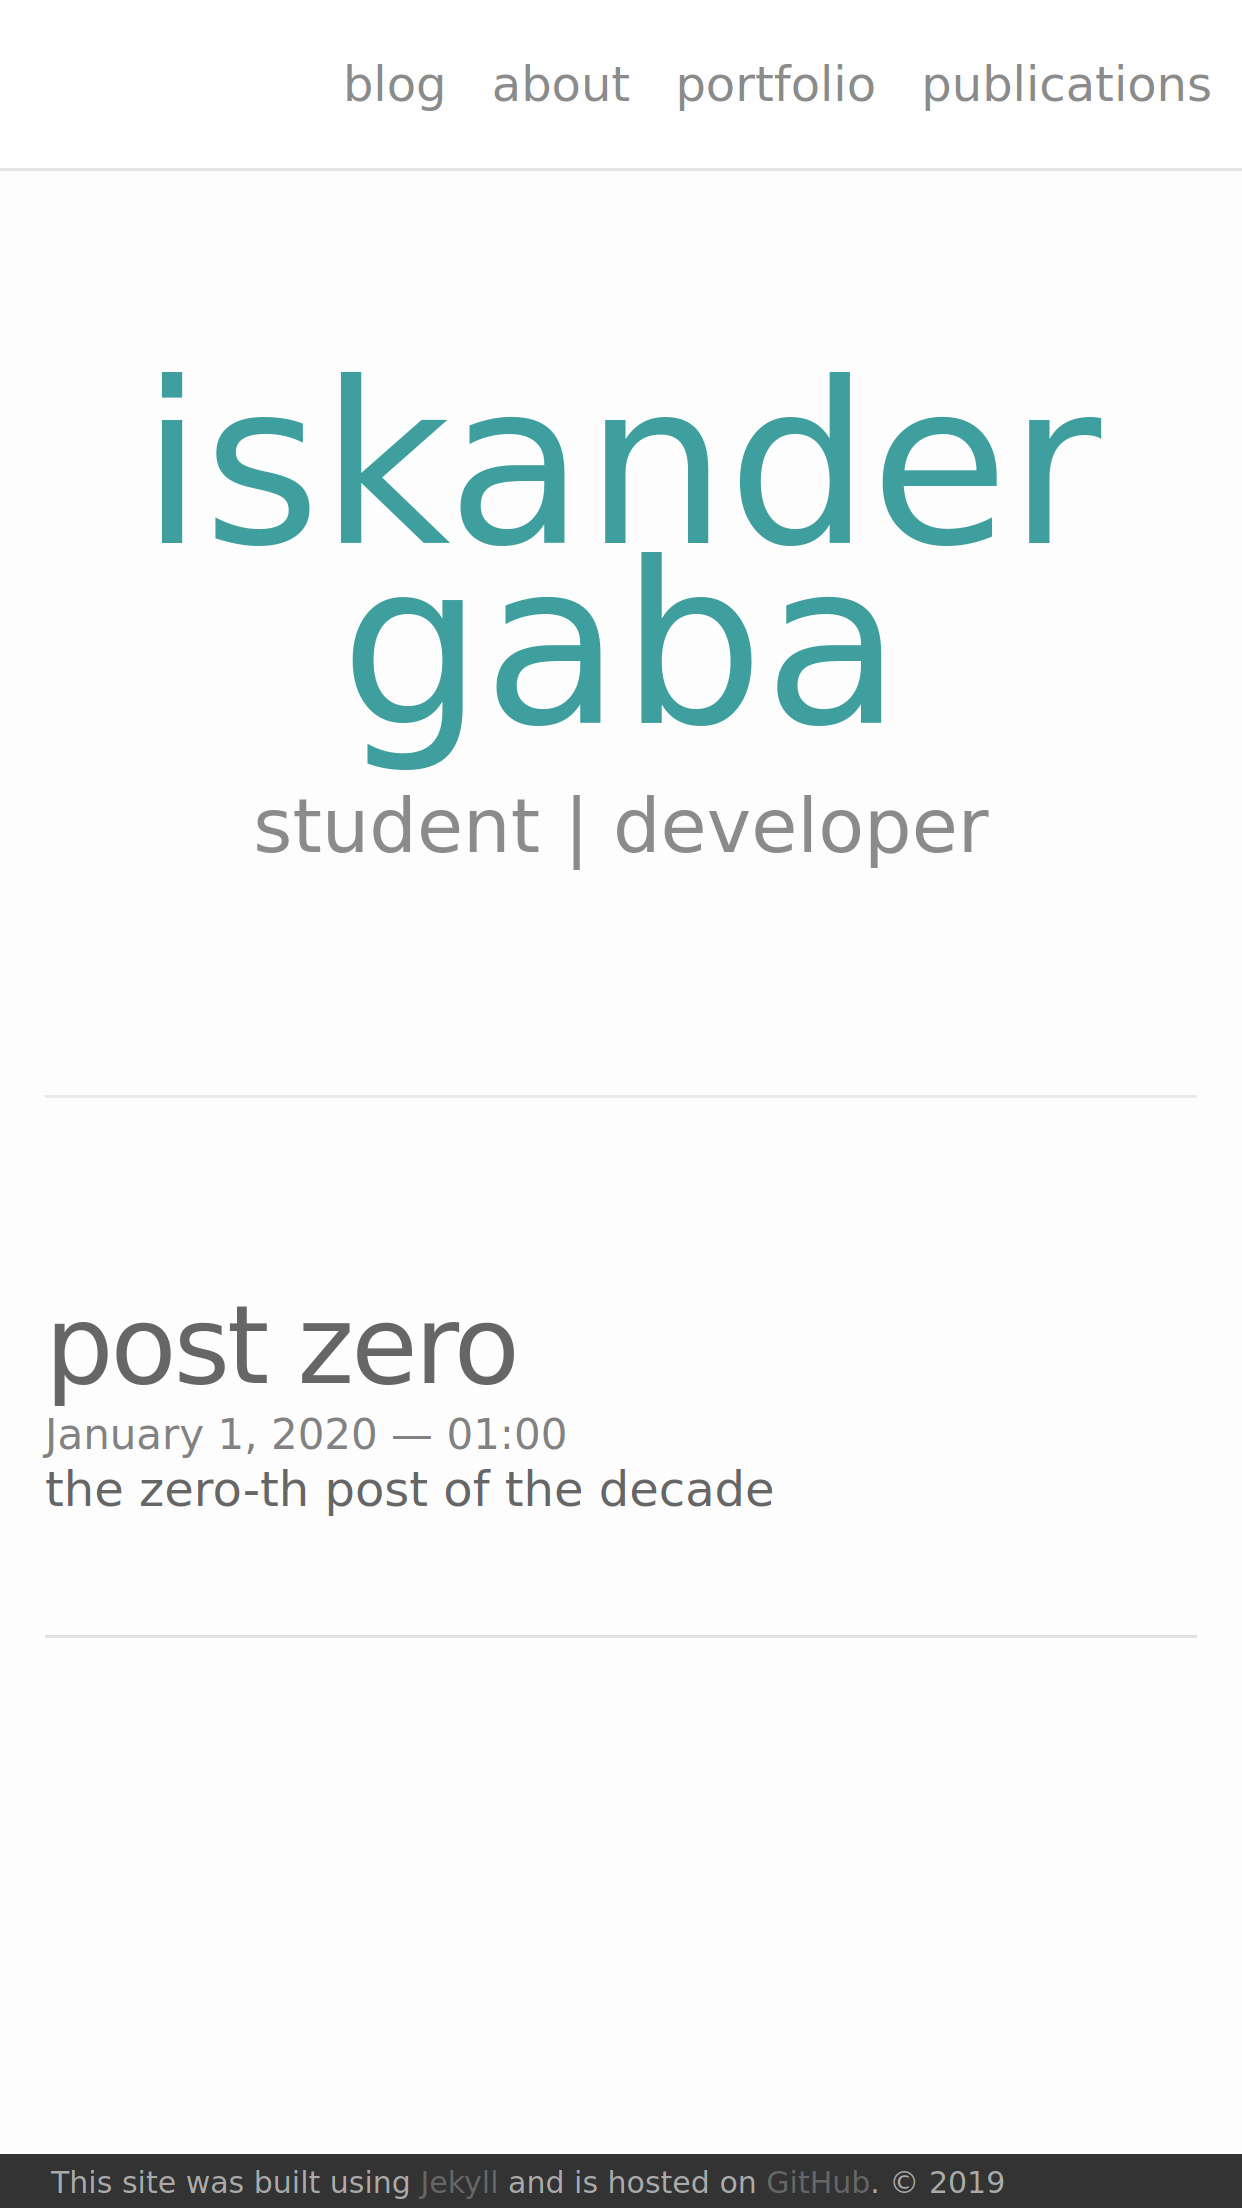 blog about portfolio publications
iskander
gaba
student | developer
post zero
January 1, 2020 — 01:00
the zero-th post of the decade
This site was built using Jekyll and is hosted on GitHub. © 2019